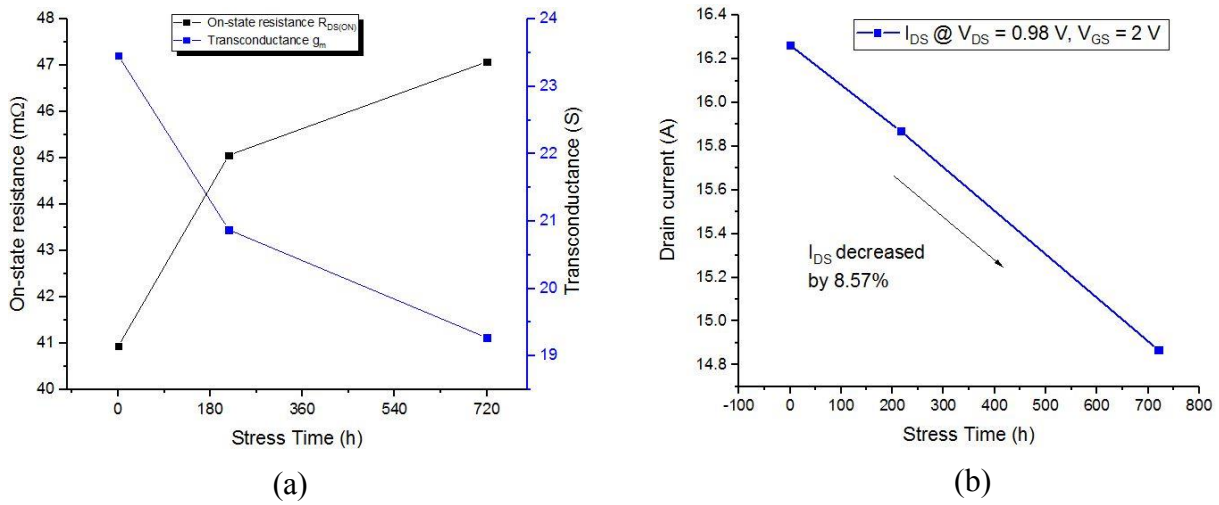 On-state resistance R_DS(ON)
Transconductance g_m
On-state resistance (mΩ)
48
47
46
45
44
43
42
41
40
Transconductance (S)
24
23
22
21
20
19
0 180 360 540 720
Stress Time (h)
(a)
I_DS @ V_DS = 0.98 V, V_GS = 2 V
Drain current (A)
16.4
16.2
16.0
15.8
15.6
15.4
15.2
15.0
14.8
I_DS decreased
by 8.57%
-100 0 100 200 300 400 500 600 700 800
Stress Time (h)
(b)